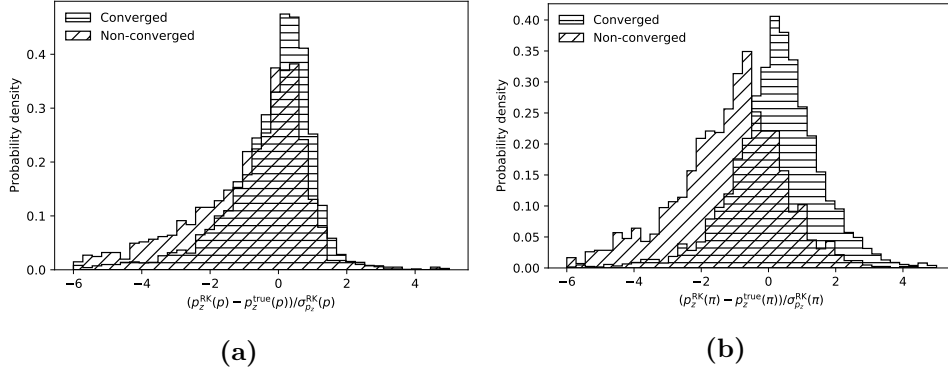 Converged
Non-converged
Probability density
0.4
0.3
0.2
0.1
0.0
−6 −4 −2 0 2 4
(p_z^RK(p) − p_z^true(p))/σ_{p_z}^RK(p)
(a)
Converged
Non-converged
Probability density
0.40
0.35
0.30
0.25
0.20
0.15
0.10
0.05
0.00
−6 −4 −2 0 2 4
(p_z^RK(π) − p_z^true(π))/σ_{p_z}^RK(π)
(b)